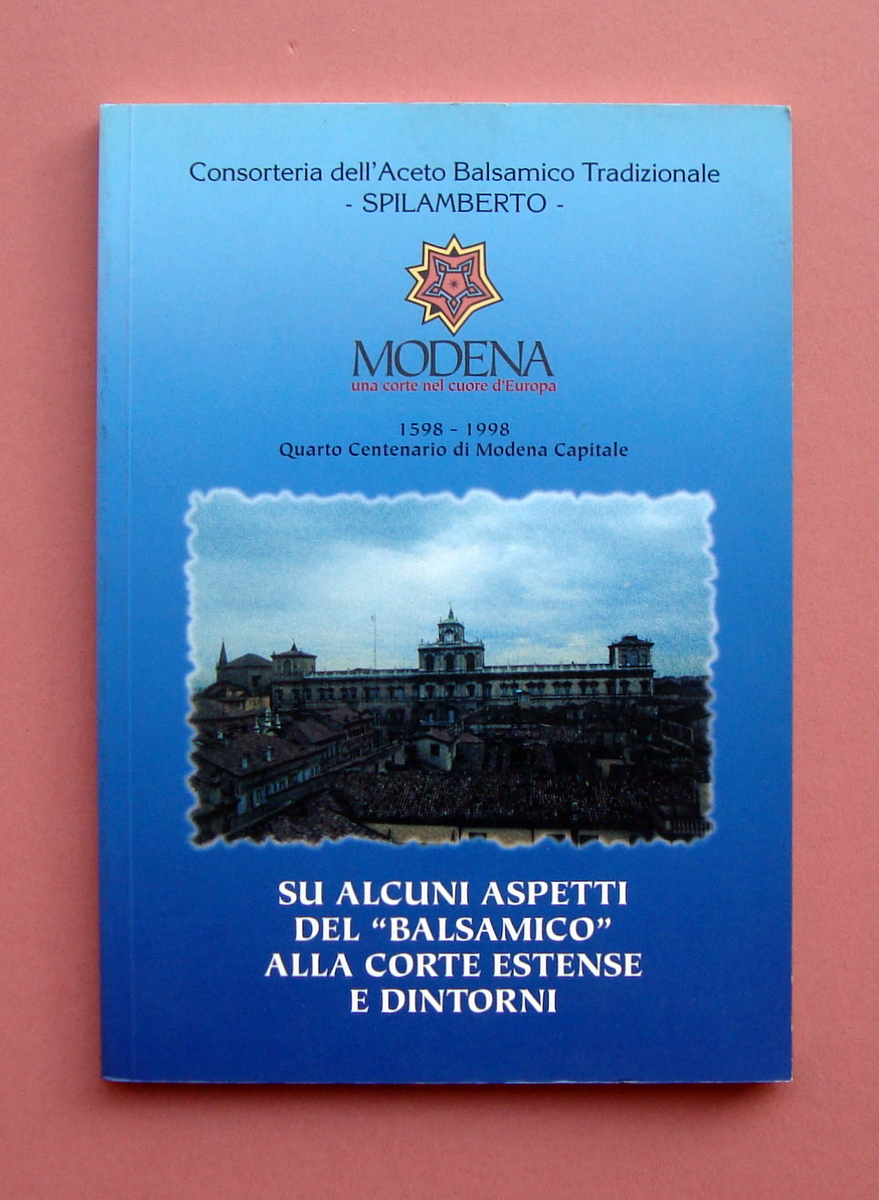 Consorteria dell'Aceto Balsamico Tradizionale
- SPILAMBERTO -
MODENA
una corte nel cuore d'Europa
1598 - 1998
Quarto Centenario di Modena Capitale
SU ALCUNI ASPETTI
DEL “BALSAMICO”
ALLA CORTE ESTENSE
E DINTORNI